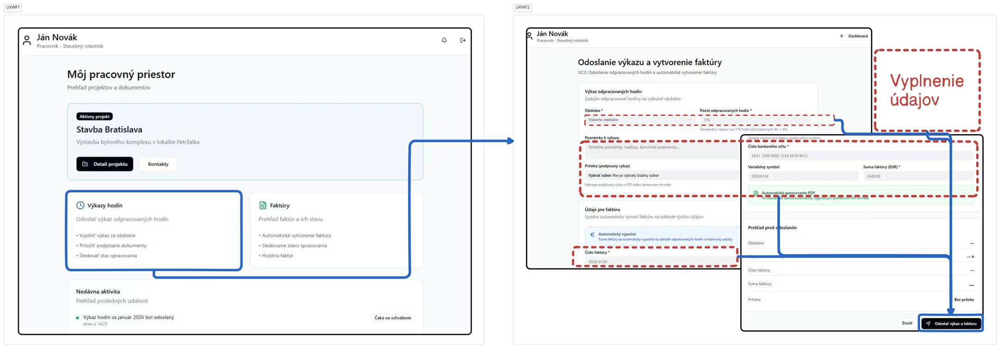 UXWF1
Ján Novák
Pracovník - Stavebný robotník
Môj pracovný priestor
Prehľad projektov a dokumentov
Aktívny projekt
Stavba Bratislava
Výstavba bytového komplexu v lokalite Petržalka
Detail projektu
Kontakty
Výkazy hodín
Odoslať výkaz odpracovaných hodín
• Vyplniť výkaz za obdobie
• Priložiť podpísané dokumenty
• Sledovať stav spracovania
Faktúry
Prehľad faktúr a ich stavu
• Automatické vytvorenie faktúry
• Sledovanie stavu spracovania
• História faktúr
Nedávna aktivita
Prehľad posledných udalostí
Výkaz hodín za január 2026 bol odoslaný
dnes o 14:23
Čaká na schválenie
UXWF2
Ján Novák
Pracovník - Stavebný robotník
Dashboard
Odoslanie výkazu a vytvorenie faktúry
UC3: Odoslanie odpracovaných hodín a automatické vytvorenie faktúry
Výkaz odpracovaných hodín
Zadajte odpracované hodiny za vybrané obdobie
Obdobie *
Vyberte obdobie
Počet odpracovaných hodín *
176
Štandardný mesiac: cca 176 hodín (22 pracovných dní × 8h)
Poznámky k výkazu
Voliteľné poznámky, nadčasy, špecifické podmienky...
Príloha (podpísaný výkaz)
Vybrať súbor Nie je vybratý žiadny súbor
Nahrajte podpísaný výkaz v PDF alebo obrazovom formáte
Údaje pre faktúru
Systém automaticky vytvorí faktúru na základe týchto údajov
Automatický výpočet
Suma faktúry sa automaticky vypočíta na základe odpracovaných hodín a hodinovej sadzby
Číslo faktúry *
2026-0124
Vyplnenie
údajov
Zadajte vlastné číslo faktúry podľa vášho systému
Číslo bankového účtu *
SK31 1200 0000 1234 5678 9012
Variabilný symbol
20260124
Suma faktúry (EUR) *
2640.00
Automatické generovanie PDF
Po odoslaní sa faktúra automaticky vygeneruje v jednotnom PDF formáte
Prehľad pred odoslaním
Obdobie:
—
— h
Číslo faktúry:
—
Suma faktúry:
—
Príloha:
Bez prílohy
Zrušiť
Odoslať výkaz a faktúru